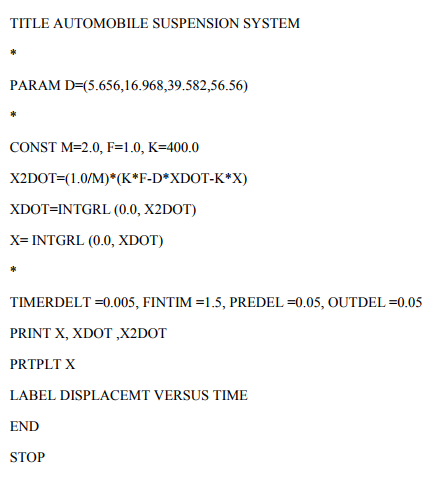 TITLE AUTOMOBILE SUSPENSION SYSTEM
*
PARAM D=(5.656,16.968,39.582,56.56)
*
CONST M=2.0, F=1.0, K=400.0
X2DOT=(1.0/M)*(K*F-D*XDOT-K*X)
XDOT=INTGRL (0.0, X2DOT)
X= INTGRL (0.0, XDOT)
*
TIMERDELT =0.005, FINTIM =1.5, PREDEL =0.05, OUTDEL =0.05
PRINT X, XDOT ,X2DOT
PRTPLT X
LABEL DISPLACEMT VERSUS TIME
END
STOP